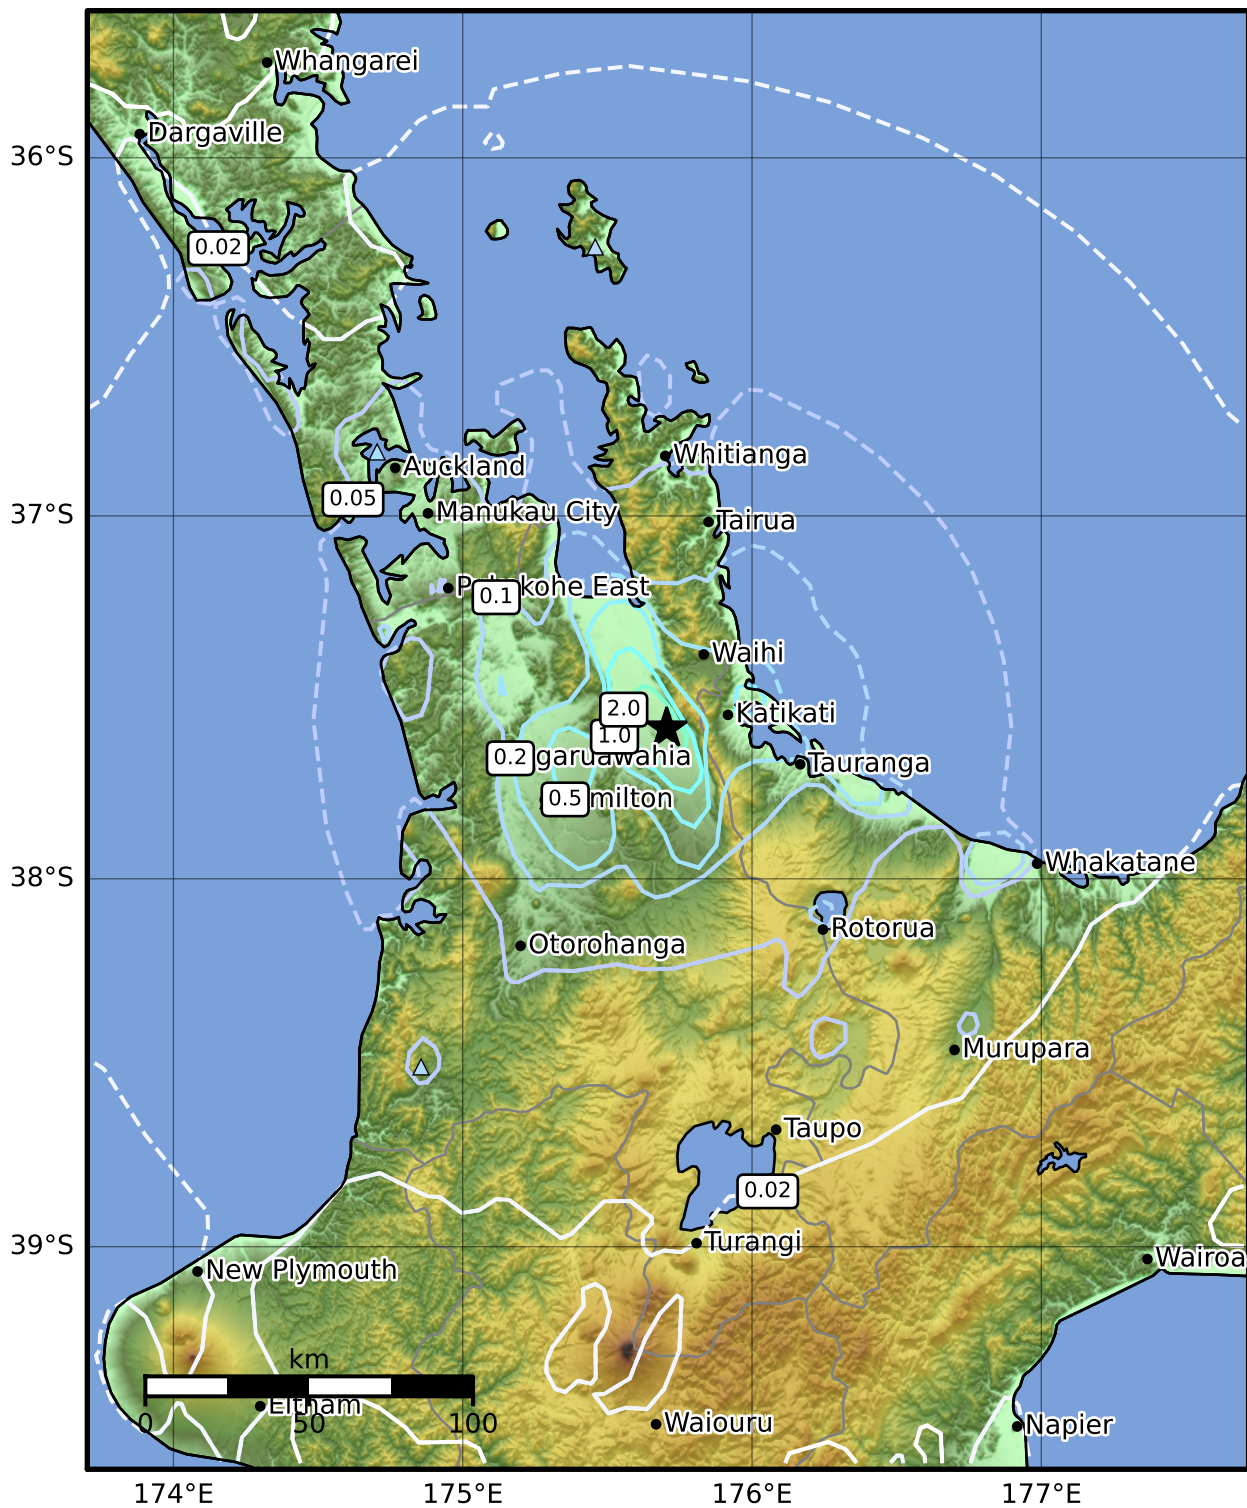 Whangarei
Dargaville
36°S
0.02
Whitianga
Auckland
0.05
Manukau City
37°S
Tairua
kohe East
0.1
Waihi
2.0
Katikati
1.0
0.2
garuawahia
Tauranga
0.5
milton
Whakatane
38°S
Rotorua
Otorohanga
Murupara
Taupo
0.02
Turangi
39°S
Wairoa
New Plymouth
km
Eltham
0 50 100
Waiouru
Napier
174°E 175°E 176°E 177°E